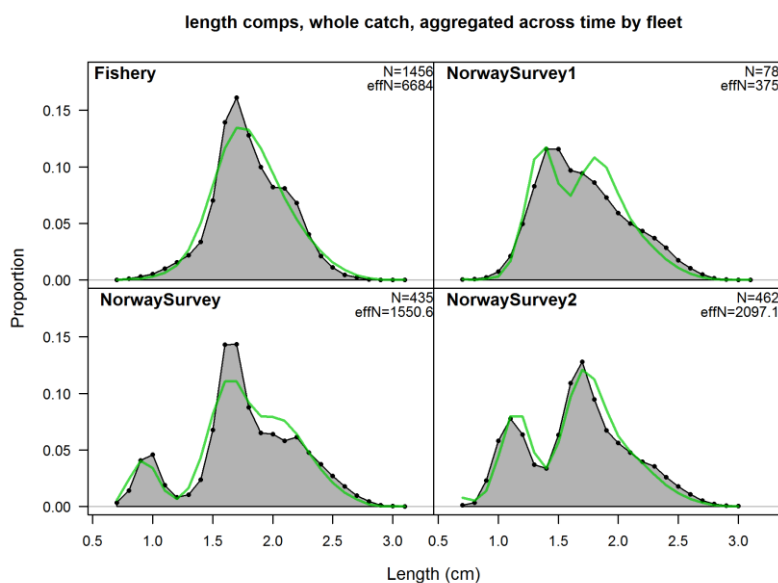 length comps, whole catch, aggregated across time by fleet
Fishery
N=1456
effN=6684
NorwaySurvey1
N=78
effN=375
0.15
0.10
0.05
0.00
NorwaySurvey
N=435
effN=1550.6
NorwaySurvey2
N=462
effN=2097.1
0.15
0.10
0.05
0.00
Proportion
0.5 1.0 1.5 2.0 2.5 3.0 0.5 1.0 1.5 2.0 2.5 3.0
Length (cm)